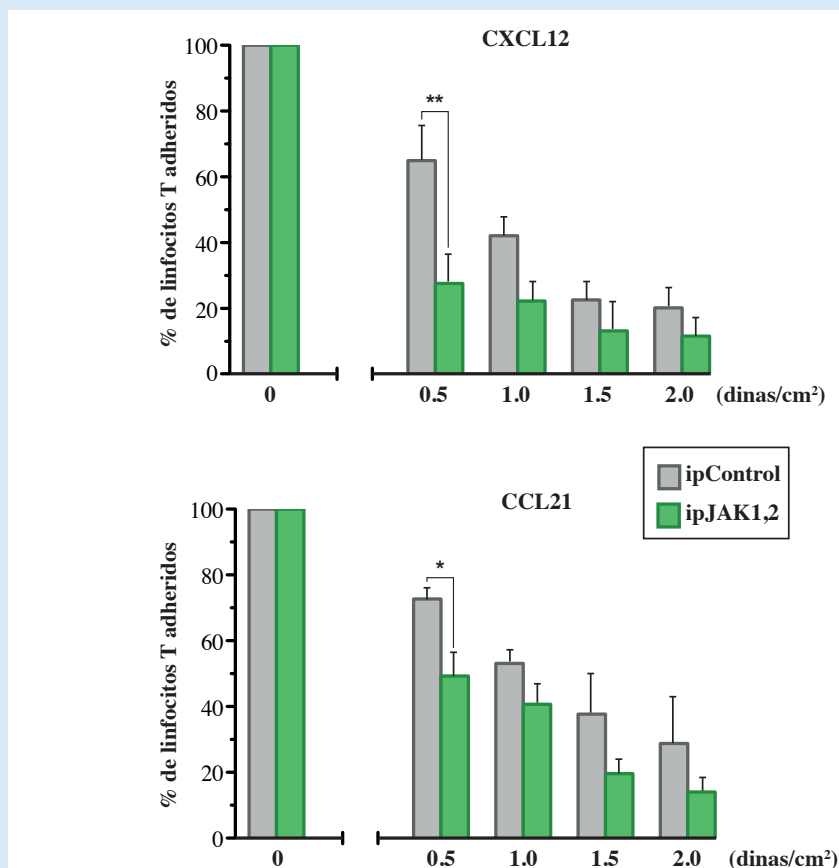 CXCL12
% de linfocitos T adheridos
100
80
60
40
20
0
**
0 0.5 1.0 1.5 2.0 (dinas/cm²)
ipControl
ipJAK1,2
CCL21
% de linfocitos T adheridos
100
80
60
40
20
0
*
0 0.5 1.0 1.5 2.0 (dinas/cm²)